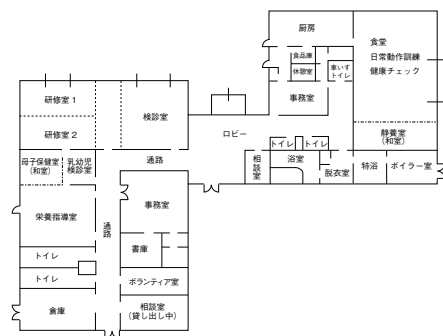 厨房
食堂
日常動作訓練
健康チェック
食品庫
休憩室
車いす
トイレ
事務室
研修室 1
検診室
研修室 2
ロビー
静養室
(和室)
トイレ
トイレ
母子保健室
(和室)
乳幼児
検診室
通路
相談室
浴室
脱衣室
特浴
ボイラー室
栄養指導室
通路
事務室
書庫
トイレ
トイレ
ボランティア室
倉庫
相談室
(貸し出し中)